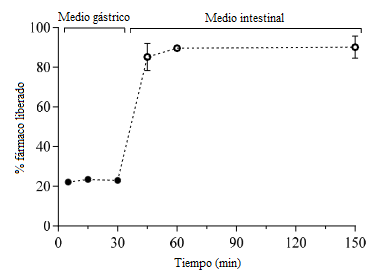 Medio gástrico
Medio intestinal
100
80
60
40
20
0
% fármaco liberado
0 30 60 90 120 150
Tiempo (min)